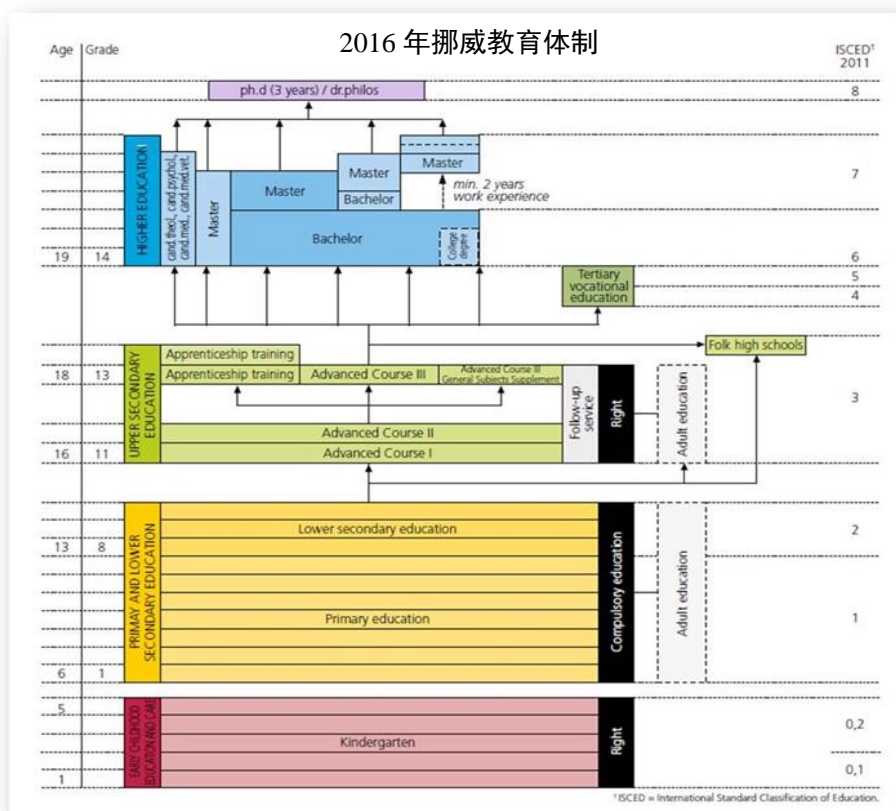 2016 年挪威教育体制
Age
Grade
ISCED¹
2011
ph.d (3 years) / dr.philos
8
HIGHER EDUCATION
cand.theol., cand.psychol.,
cand.med., cand.med.vet.
Master
Master
Master
Bachelor
Master
min. 2 years
work experience
7
Bachelor
College
degree
19
14
6
5
4
Tertiary
vocational
education
Folk high schools
UPPER SECONDARY
EDUCATION
Apprenticeship training
18
13
Apprenticeship training
Advanced Course III
Advanced Course III
General Subjects Supplement
Follow-up
service
Right
Adult education
3
Advanced Course II
16
11
Advanced Course I
PRIMAY AND LOWER
SECONDARY EDUCATION
Lower secondary education
2
13
8
Compulsory education
Adult education
Primary education
1
6
1
EARLY CHILDHOOD
EDUCATION AND CARE
5
0,2
Kindergarten
Right
0,1
1
¹ ISCED = International Standard Classification of Education.